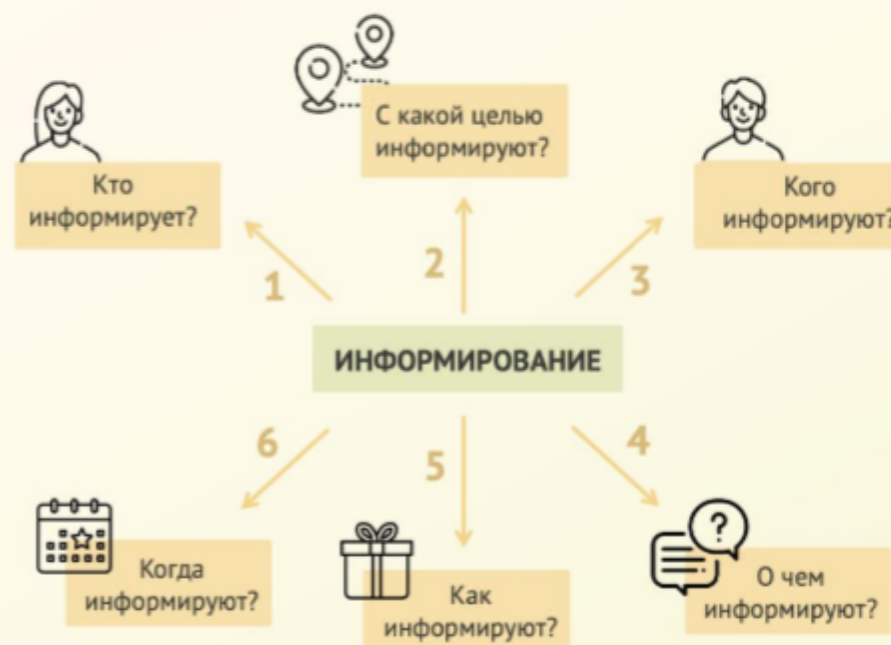 С какой целью
информируют?
Кто
информирует?
Кого
информируют?
1
2
3
ИНФОРМИРОВАНИЕ
6
5
4
Когда
информируют?
Как
информируют?
?
О чем
информируют?